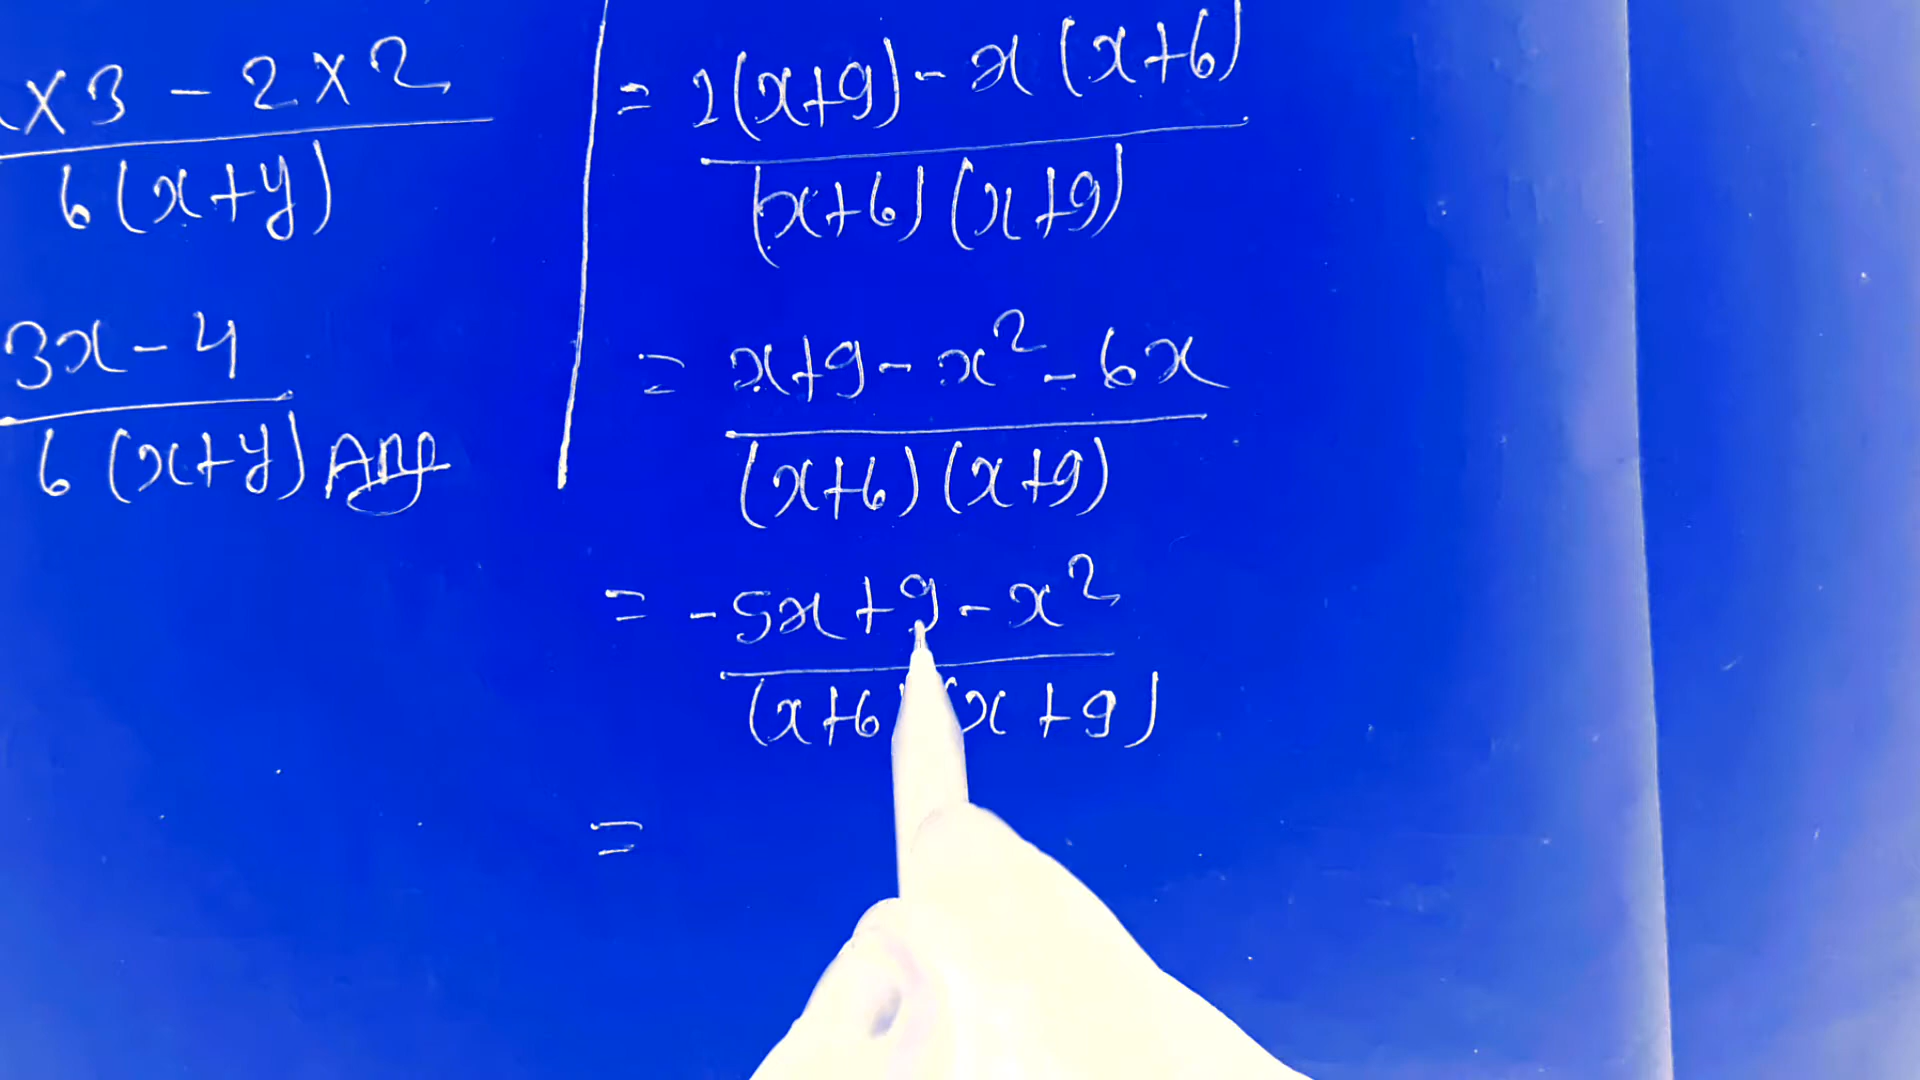 x3 - 2x2
6(x+y)
3x-4
6(x+y) Ans
= 1(x+9) - x(x+6)
(x+6)(x+9)
= x+9-x²-6x
(x+6)(x+9)
= -5x+9-x²
(x+6)(x+9)
=